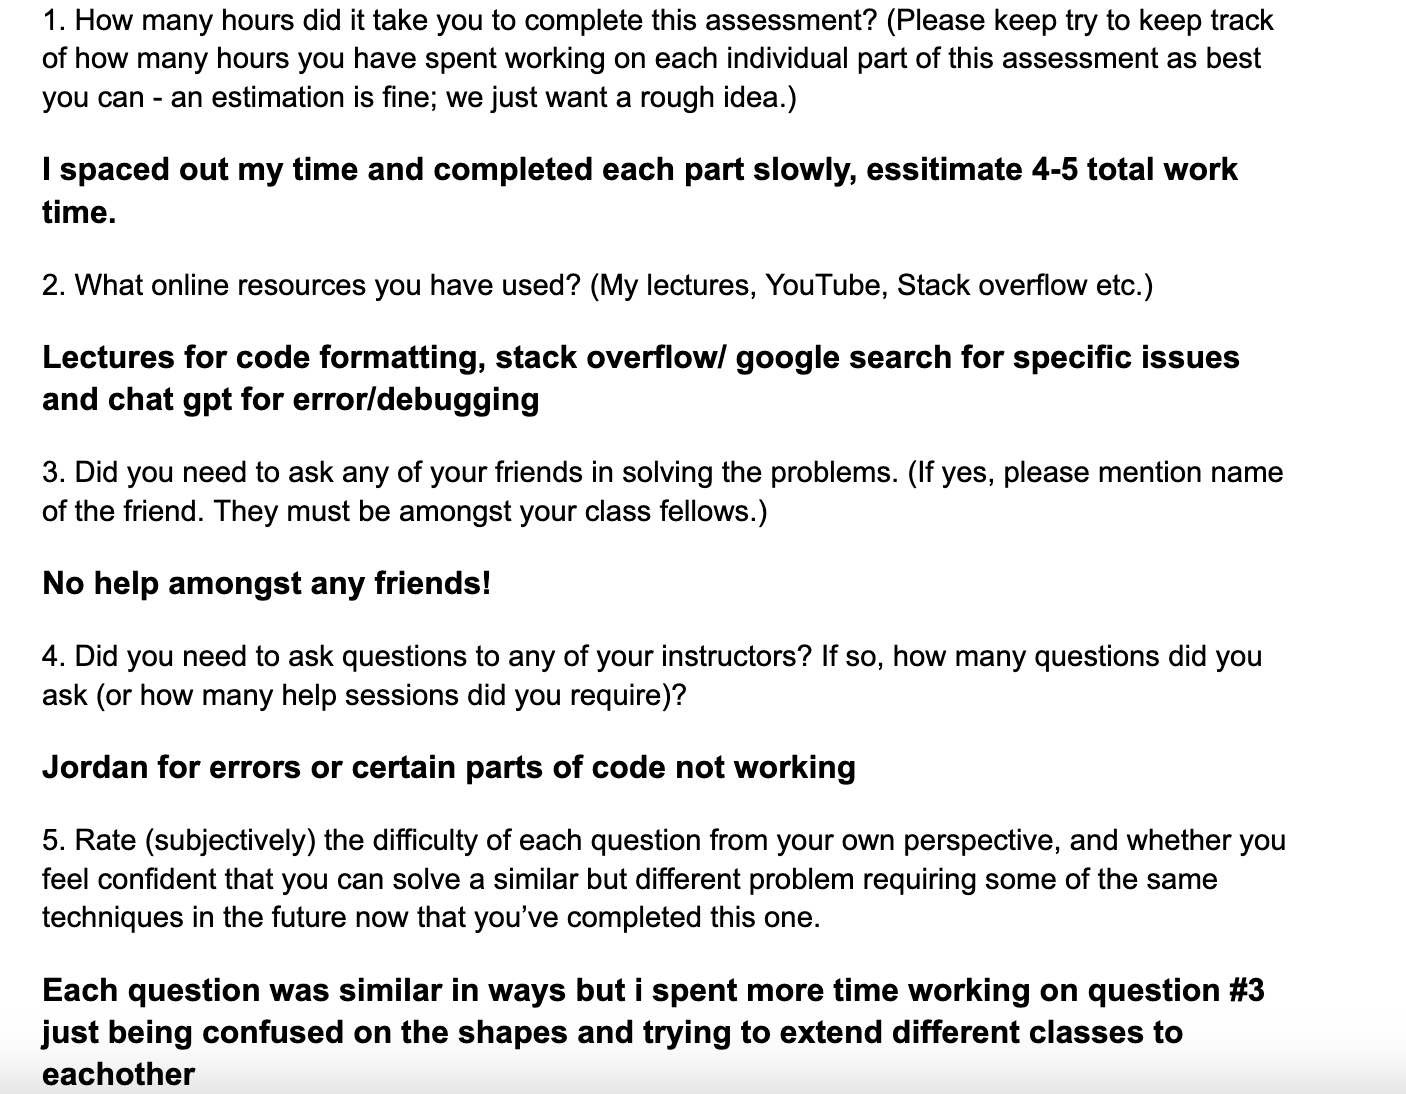 1. How many hours did it take you to complete this assessment? (Please keep try to keep track
of how many hours you have spent working on each individual part of this assessment as best
you can - an estimation is fine; we just want a rough idea.)
I spaced out my time and completed each part slowly, essitimate 4-5 total work
time.
2. What online resources you have used? (My lectures, YouTube, Stack overflow etc.)
Lectures for code formatting, stack overflow/ google search for specific issues
and chat gpt for error/debugging
3. Did you need to ask any of your friends in solving the problems. (If yes, please mention name
of the friend. They must be amongst your class fellows.)
No help amongst any friends!
4. Did you need to ask questions to any of your instructors? If so, how many questions did you
ask (or how many help sessions did you require)?
Jordan for errors or certain parts of code not working
5. Rate (subjectively) the difficulty of each question from your own perspective, and whether you
feel confident that you can solve a similar but different problem requiring some of the same
techniques in the future now that you’ve completed this one.
Each question was similar in ways but i spent more time working on question #3
just being confused on the shapes and trying to extend different classes to
eachother